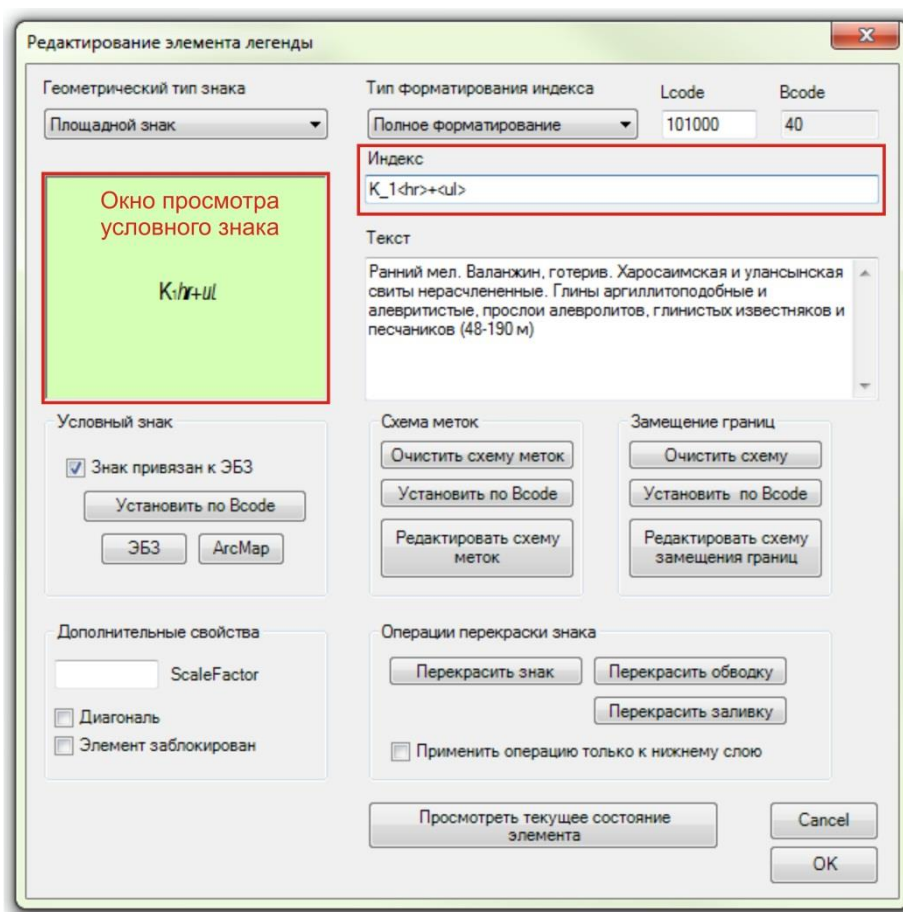 Редактирование элемента легенды
Геометрический тип знака
Площадной знак
Тип форматирования индекса
Полное форматирование
Lcode
101000
Bcode
40
Индекс
K_1<hr>+<ul>
Окно просмотра
условного знака
K1hr+ul
Текст
Ранний мел. Валанжин, готерив. Харосаимская и улансынская
свиты нерасчлененные. Глины аргиллитоподобные и
алевритистые, прослои алевролитов, глинистых известняков и
песчаников (48-190 м)
Условный знак
Знак привязан к ЭБЗ
Установить по Bcode
ЭБЗ
ArcMap
Схема меток
Очистить схему меток
Установить по Bcode
Редактировать схему
меток
Замещение границ
Очистить схему
Установить по Bcode
Редактировать схему
замещения границ
Дополнительные свойства
ScaleFactor
Диагональ
Элемент заблокирован
Операции перекраски знака
Перекрасить знак
Перекрасить обводку
Перекрасить заливку
Применить операцию только к нижнему слою
Просмотреть текущее состояние
элемента
Cancel
OK